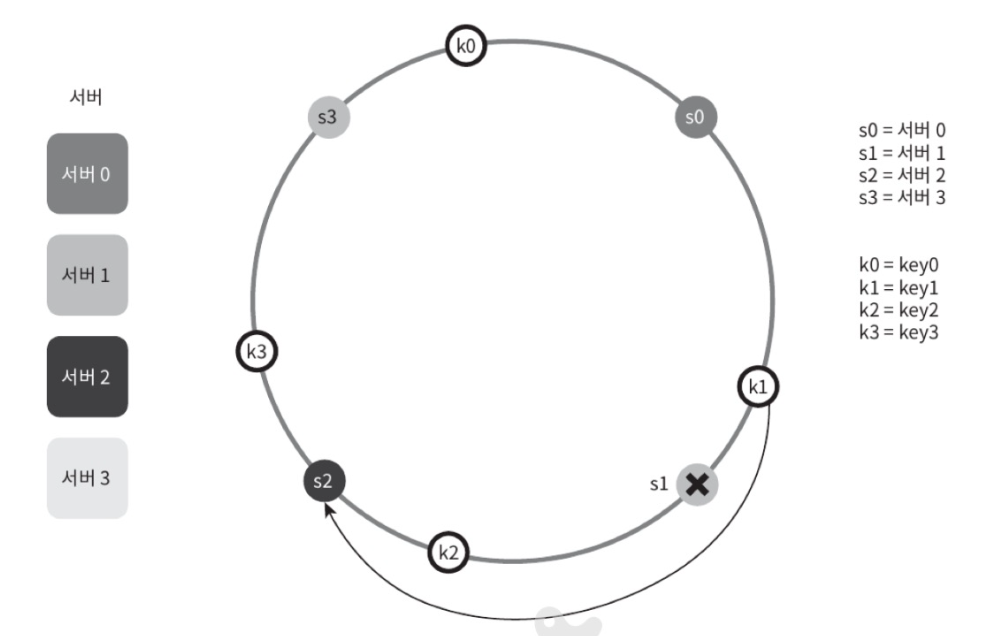 서버
서버 0
서버 1
서버 2
서버 3
k0
s3
s0
k3
k1
s2
s1
k2
s0 = 서버 0
s1 = 서버 1
s2 = 서버 2
s3 = 서버 3
k0 = key0
k1 = key1
k2 = key2
k3 = key3